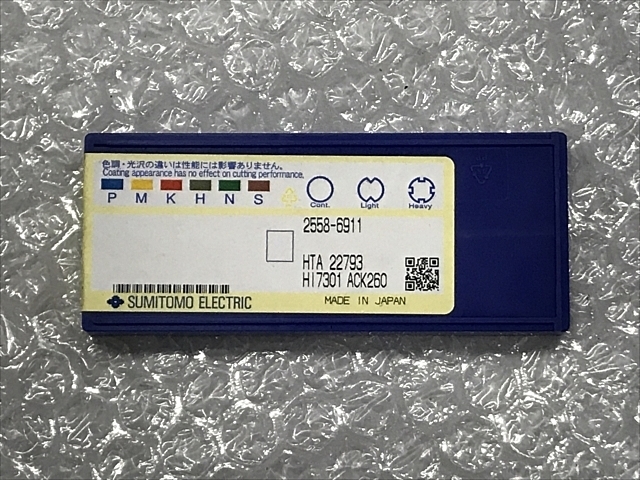 色調・光沢の違いは性能には影響ありません。
Coating appearance has no effect on cutting performance.
P M K H N S
Cont. Light Heavy
2558-6911
HTA 22793
HI7301 ACK260
SUMITOMO ELECTRIC
MADE IN JAPAN